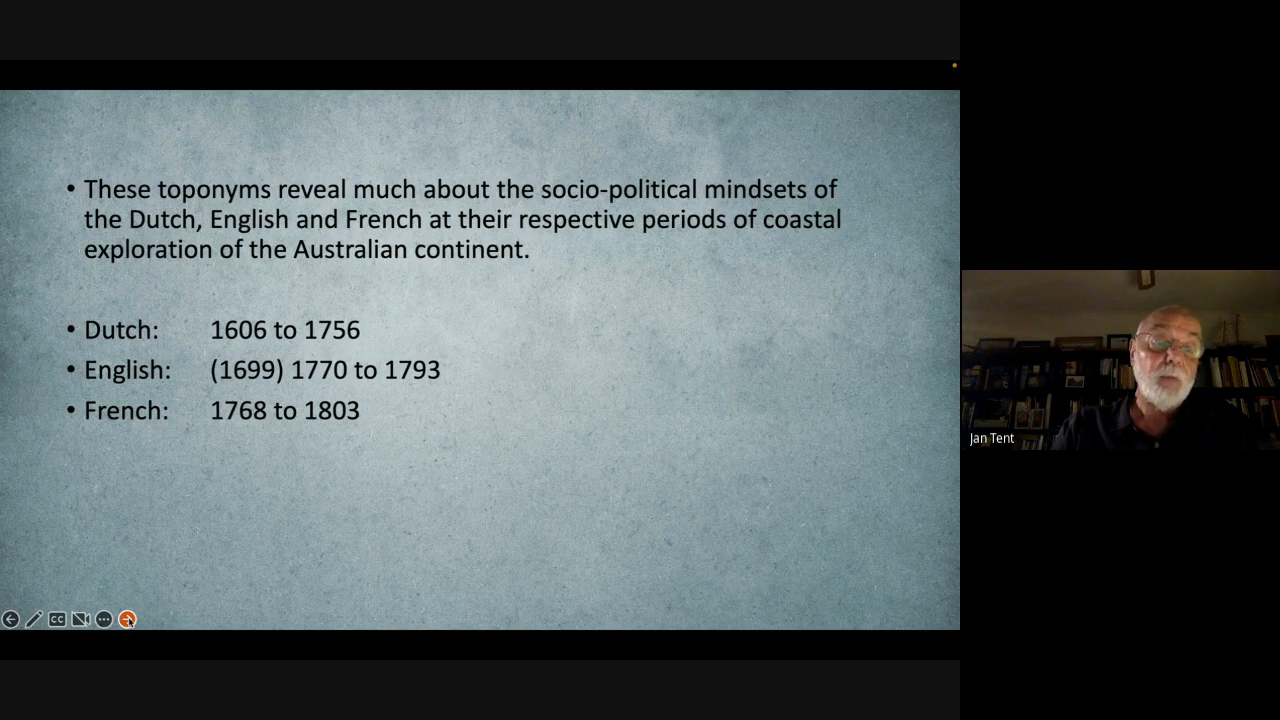 • These toponyms reveal much about the socio-political mindsets of
the Dutch, English and French at their respective periods of coastal
exploration of the Australian continent.
• Dutch: 1606 to 1756
• English: (1699) 1770 to 1793
• French: 1768 to 1803
CC
Jan Tent